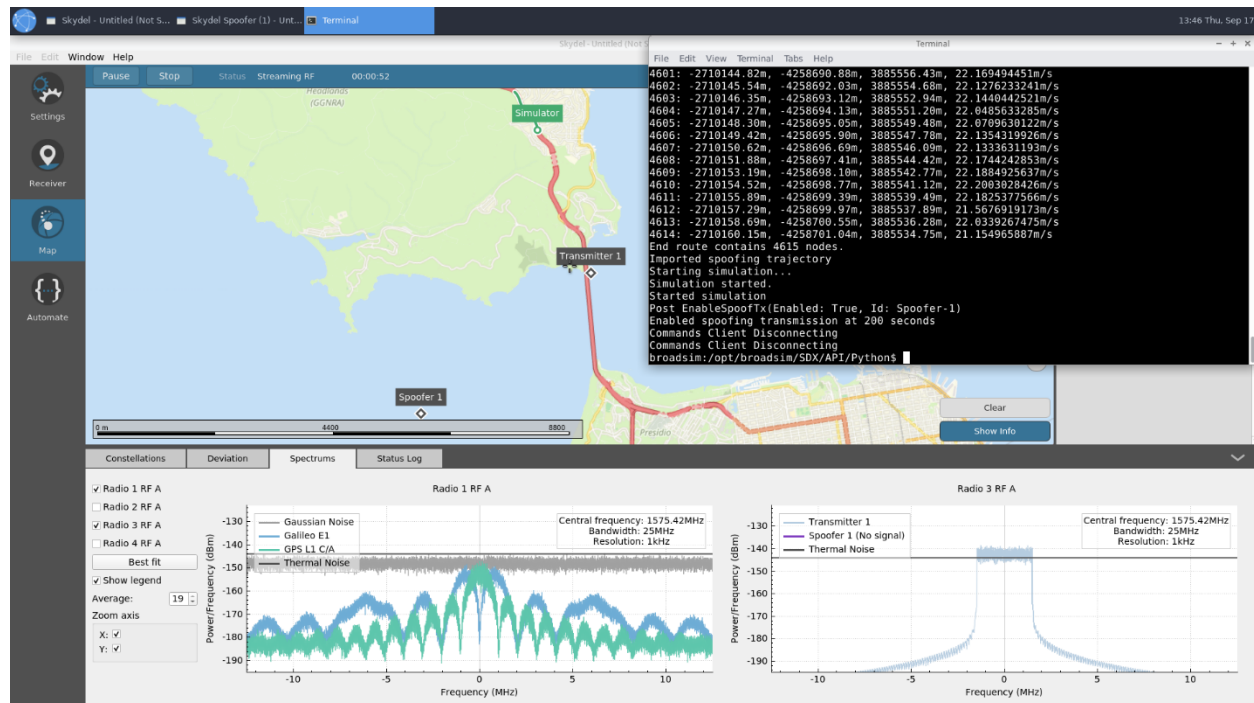 Skydel - Untitled (Not S...
Skydel Spoofer (1) - Unt...
Terminal
13:46 Thu, Sep 17
Skydel - Untitled (Not S
File Edit Window Help
Settings
Receiver
Map
Automate
Pause
Stop
Status
Streaming RF
00:00:52
Headlands
(GGNRA)
Simulator
Transmitter 1
Spoofer 1
0 m
4400
8800
Presidio
Clear
Show Info
Terminal
File Edit View Terminal Tabs Help
4601: -2710144.82m, -4258690.88m, 3885556.43m, 22.169494451m/s
4602: -2710145.54m, -4258692.03m, 3885554.68m, 22.1276233241m/s
4603: -2710146.35m, -4258693.12m, 3885552.94m, 22.1440442521m/s
4604: -2710147.27m, -4258694.13m, 3885551.20m, 22.0485633285m/s
4605: -2710148.30m, -4258695.05m, 3885549.48m, 22.0709630122m/s
4606: -2710149.42m, -4258695.90m, 3885547.78m, 22.1354319926m/s
4607: -2710150.62m, -4258696.69m, 3885546.09m, 22.1333631193m/s
4608: -2710151.88m, -4258697.41m, 3885544.42m, 22.1744242853m/s
4609: -2710153.19m, -4258698.10m, 3885542.77m, 22.1884925637m/s
4610: -2710154.52m, -4258698.77m, 3885541.12m, 22.2003028426m/s
4611: -2710155.89m, -4258699.39m, 3885539.49m, 22.1825377566m/s
4612: -2710157.29m, -4258699.97m, 3885537.89m, 21.5676919173m/s
4613: -2710158.69m, -4258700.55m, 3885536.28m, 22.0339267475m/s
4614: -2710160.15m, -4258701.04m, 3885534.75m, 21.154965887m/s
End route contains 4615 nodes.
Imported spoofing trajectory
Starting simulation...
Simulation started.
Started simulation
Post EnableSpoofTx(Enabled: True, Id: Spoofer-1)
Enabled spoofing transmission at 200 seconds
Commands Client Disconnecting
Commands Client Disconnecting
broadsim:/opt/broadsim/SDX/API/Python$
Constellations
Deviation
Spectrums
Status Log
Radio 1 RF A
Radio 2 RF A
Radio 3 RF A
Radio 4 RF A
Best fit
Show legend
Average: 19
Zoom axis
X:
Y:
Radio 1 RF A
Power/Frequency (dBm)
-130
-140
-150
-160
-170
-180
-190
Gaussian Noise
Galileo E1
GPS L1 C/A
Thermal Noise
Central frequency: 1575.42MHz
Bandwidth: 25MHz
Resolution: 1kHz
-10 -5 0 5 10
Frequency (MHz)
Radio 3 RF A
Power/Frequency (dBm)
-130
-140
-150
-160
-170
-180
-190
Transmitter 1
Spoofer 1 (No signal)
Thermal Noise
Central frequency: 1575.42MHz
Bandwidth: 25MHz
Resolution: 1kHz
-10 -5 0 5 10
Frequency (MHz)